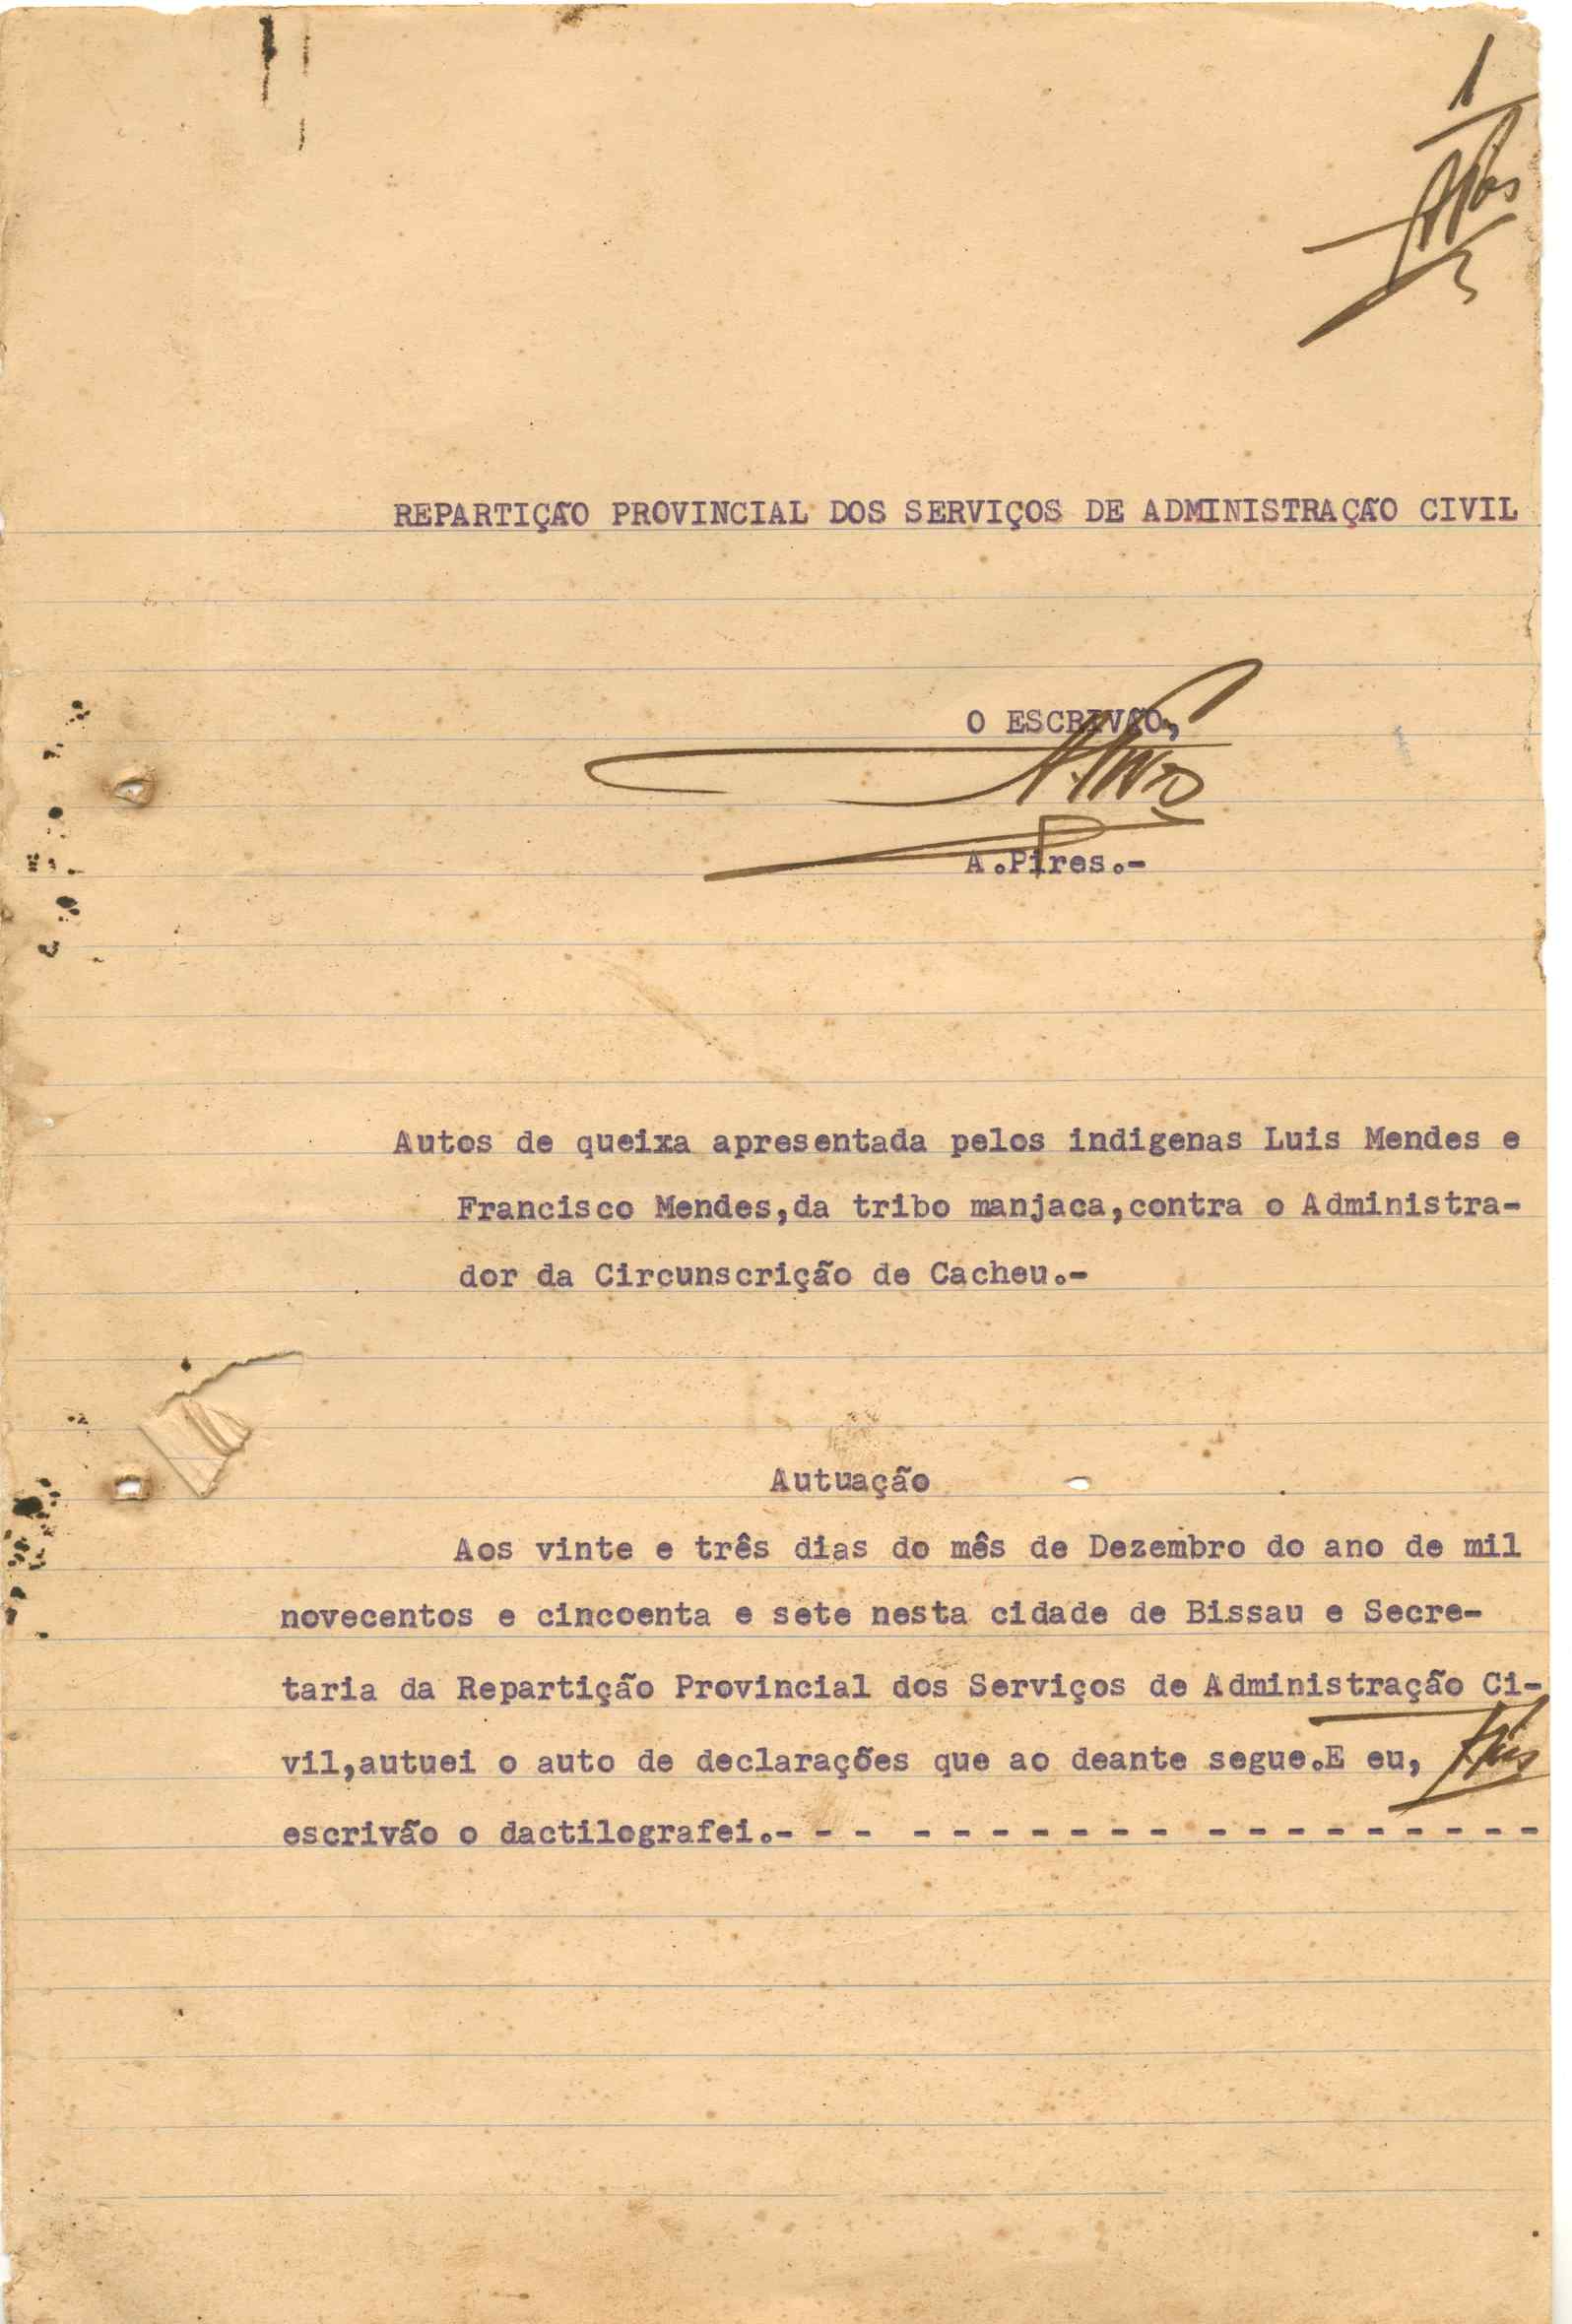 1
APires
REPARTIÇÃO PROVINCIAL DOS SERVIÇOS DE ADMINISTRAÇÃO CIVIL
O ESCRIVÃO,
APires
A.Pires.-
Autos de queixa apresentada pelos indigenas Luis Mendes e
Francisco Mendes,da tribo manjaca,contra o Administra-
dor da Circunscrição de Cacheu.-
Autuação
Aos vinte e três dias do mês de Dezembro do ano de mil
novecentos e cincoenta e sete nesta cidade de Bissau e Secre-
taria da Repartição Provincial dos Serviços de Administração Ci-
vil,autuei o auto de declarações que ao deante segue.E eu, APires
escrivão o dactilografei.- - - - - - - - - - - - - - - - - - -